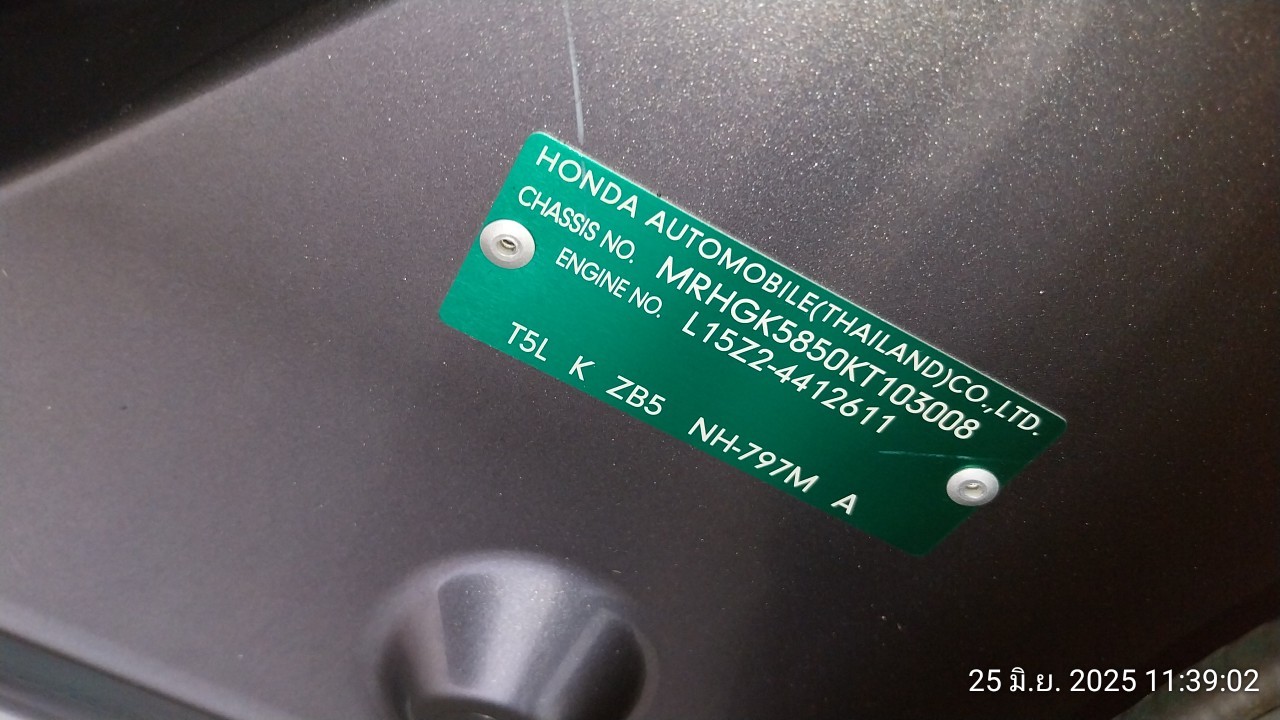 HONDA AUTOMOBILE(THAILAND)CO.,LTD.
CHASSIS NO. MRHGK5850KT103008
ENGINE NO. L15Z2-4412611
T5L K ZB5 NH-797M A
25 มิ.ย. 2025 11:39:02